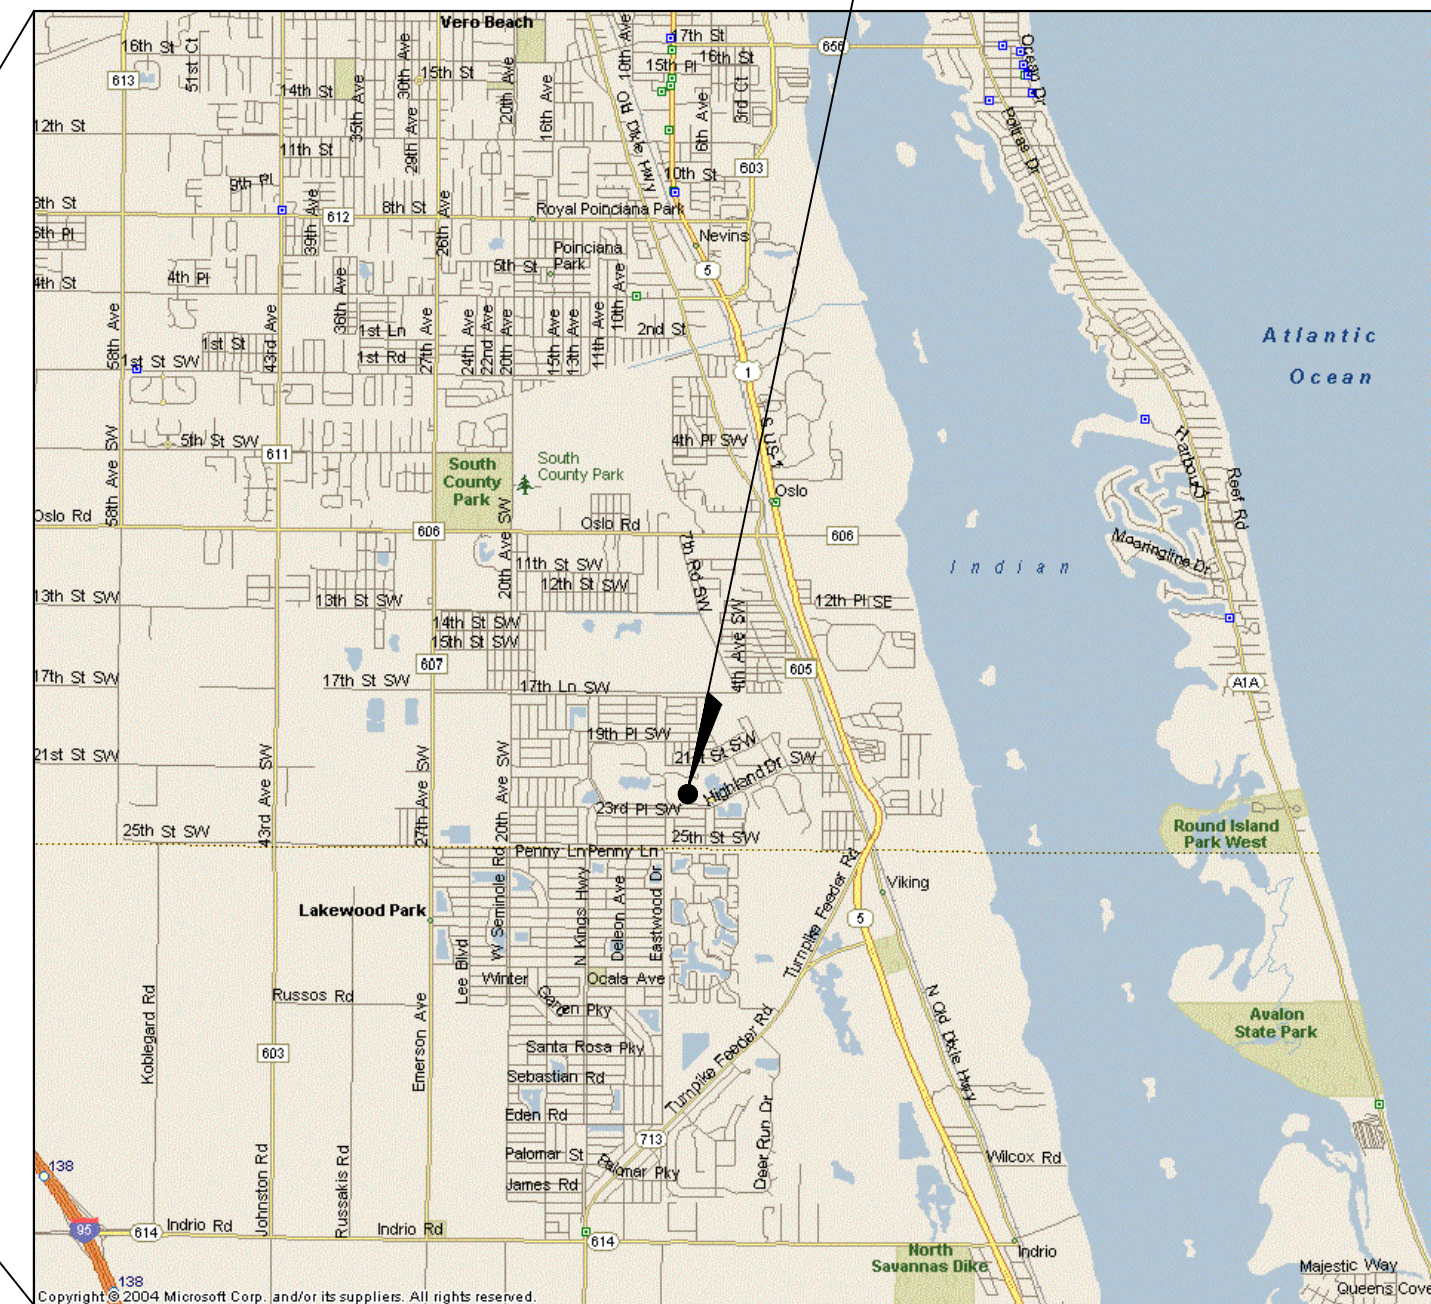 Vero Beach
16th St
51st Ct
613
14th St
35th Ave
30th Ave
15th St
20th Ave
16th Ave
10th Ave
17th St
16th St
15th Pl
3rd Ct
6th Ave
656
Ocean Dr
Poitras Dr
12th St
11th St
29th Ave
Old Dixie Hwy
603
10th St
9th Pl
39th Ave
8th St
612
8th St
26th Ave
Royal Poinciana Park
6th Pl
Nevins
Poinciana
Park
5th St
5
4th Pl
4th St
36th Ave
10th Ave
58th Ave
43rd Ave
1st Ln
27th Ave
24th Ave
22nd Ave
20th Ave
15th Ave
13th Ave
11th Ave
2nd St
1st St
1st Rd
1st St SW
1
Atlantic
Ocean
S US-1
4th Pl SW
5th St SW
611
58th Ave SW
South
County
Park
South
County Park
Harbour Dr
Reef Rd
Oslo
Oslo Rd
606
20th Ave SW
Oslo Rd
606
7th Rd SW
Mooringline Dr
11th St SW
12th St SW
Indian
13th St SW
13th St SW
12th Pl SE
4th Ave SW
14th St SW
15th St SW
607
605
17th St SW
17th St SW
17th Ln SW
A1A
19th Pl SW
21st St SW
21st St SW
Highland Dr SW
43rd Ave SW
27th Ave SW
20th Ave SW
23rd Pl SW
25th St SW
25th St SW
Penny Ln
Penny Ln
Round Island
Park West
Viking
Lakewood Park
W Seminole Rd
N Kings Hwy
Deleon Ave
Eastwood Dr
Turnpike Feeder Rd
5
Lee Blvd
Winter
Garden Pky
Ocala Ave
Koblegard Rd
Russos Rd
Emerson Ave
N Old Dixie Hwy
Avalon
State Park
603
Santa Rosa Pky
Turnpike Feeder Rd
Sebastian Rd
Eden Rd
Deer Run Dr
713
Johnston Rd
Russakis Rd
Palomar St
Palomar Pky
James Rd
Wilcox Rd
138
95
614
Indrio Rd
Indrio Rd
614
Indrio
North
Savannas Dike
Majestic Way
Queens Cove
138
Copyright © 2004 Microsoft Corp. and/or its suppliers. All rights reserved.